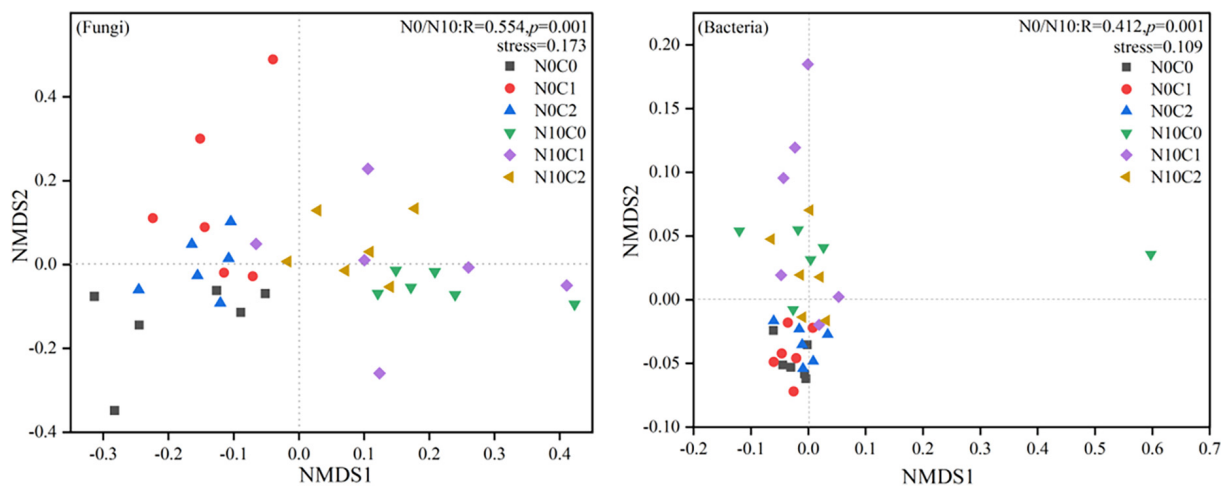 (Fungi)
N0/N10:R=0.554,p=0.001
stress=0.173
N0C0
N0C1
N0C2
N10C0
N10C1
N10C2
0.4
0.2
0.0
-0.2
-0.4
NMDS2
-0.3
-0.2
-0.1
0.0
0.1
0.2
0.3
0.4
NMDS1
(Bacteria)
N0/N10:R=0.412,p=0.001
stress=0.109
N0C0
N0C1
N0C2
N10C0
N10C1
N10C2
0.20
0.15
0.10
0.05
0.00
-0.05
-0.10
NMDS2
-0.2
-0.1
0.0
0.1
0.2
0.3
0.4
0.5
0.6
0.7
NMDS1